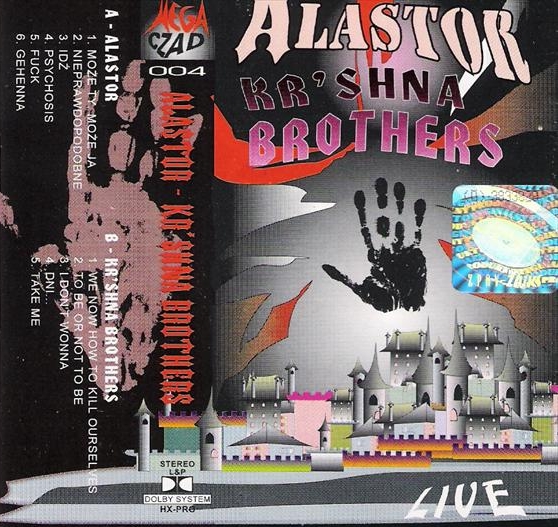 A - ALASTOR
1. MOŻE TY, MOŻE JA
2. NIEPRAWDOPODOBNE
3. IDŹ
4. PSYCHOSIS
5. FUCK
6. GEHENNA
B - KR'SHNA BROTHERS
1. WE NOW HOW TO KILL OURSELVES
2. TO BE OR NOT TO BE
3. I DON'T WONNA
4. DNI...
5. TAKE ME
MEGA
CZAD
004
ALASTOR - KR'SHNA BROTHERS
STEREO
L&P
DOLBY SYSTEM
HX-PRO
ALASTOR
KR'SHNA
BROTHERS
LIVE